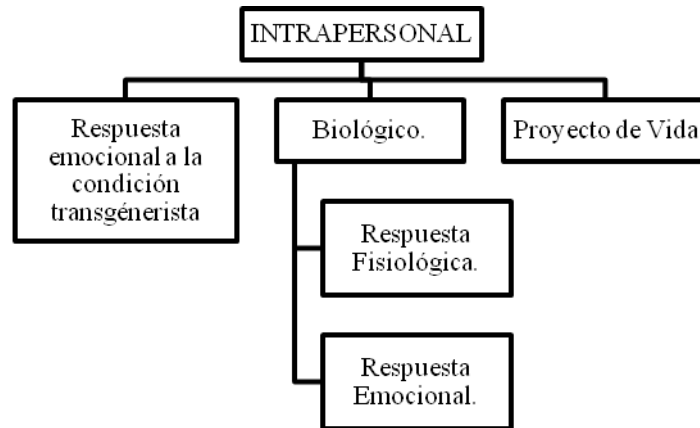 INTRAPERSONAL
Respuesta
emocional a la
condición
transgénerista
Biológico.
Proyecto de Vida
Respuesta
Fisiológica.
Respuesta
Emocional.